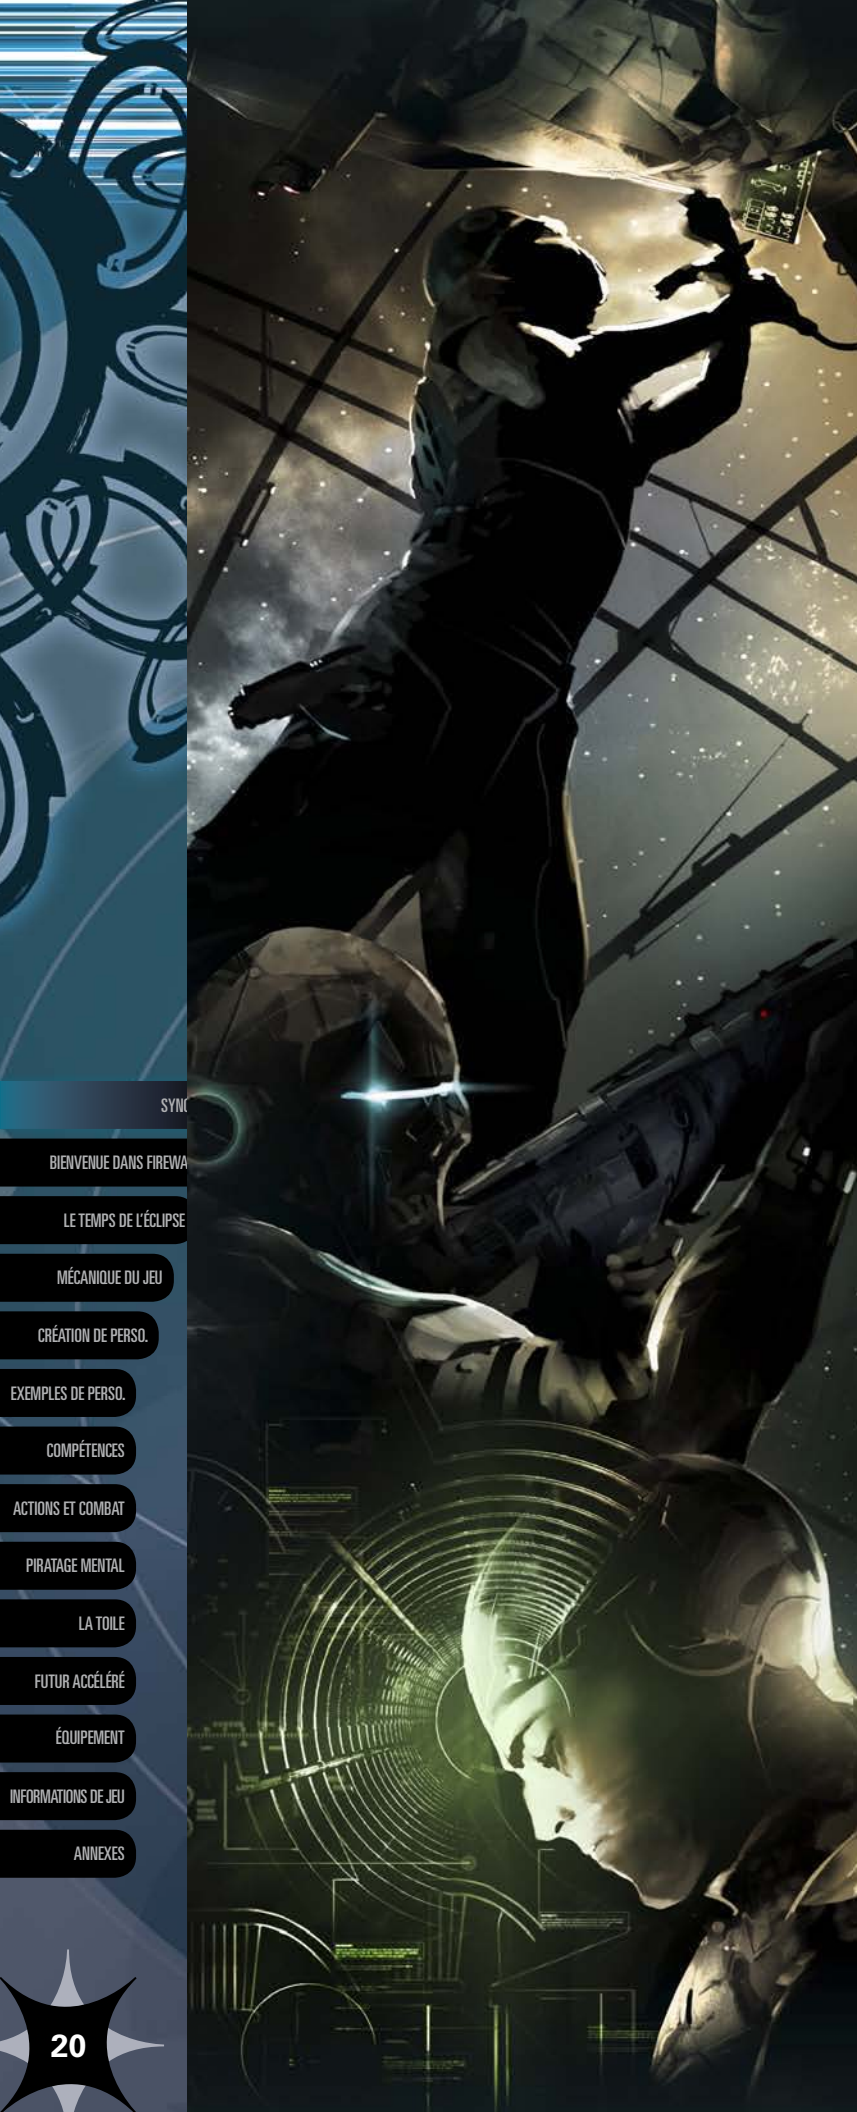 SYNC
BIENVENUE DANS FIREWA
LE TEMPS DE L'ÉCLIPSE
MÉCANIQUE DU JEU
CRÉATION DE PERSO.
EXEMPLES DE PERSO.
COMPÉTENCES
ACTIONS ET COMBAT
PIRATAGE MENTAL
LA TOILE
FUTUR ACCÉLÉRÉ
ÉQUIPEMENT
INFORMATIONS DE JEU
ANNEXES
20